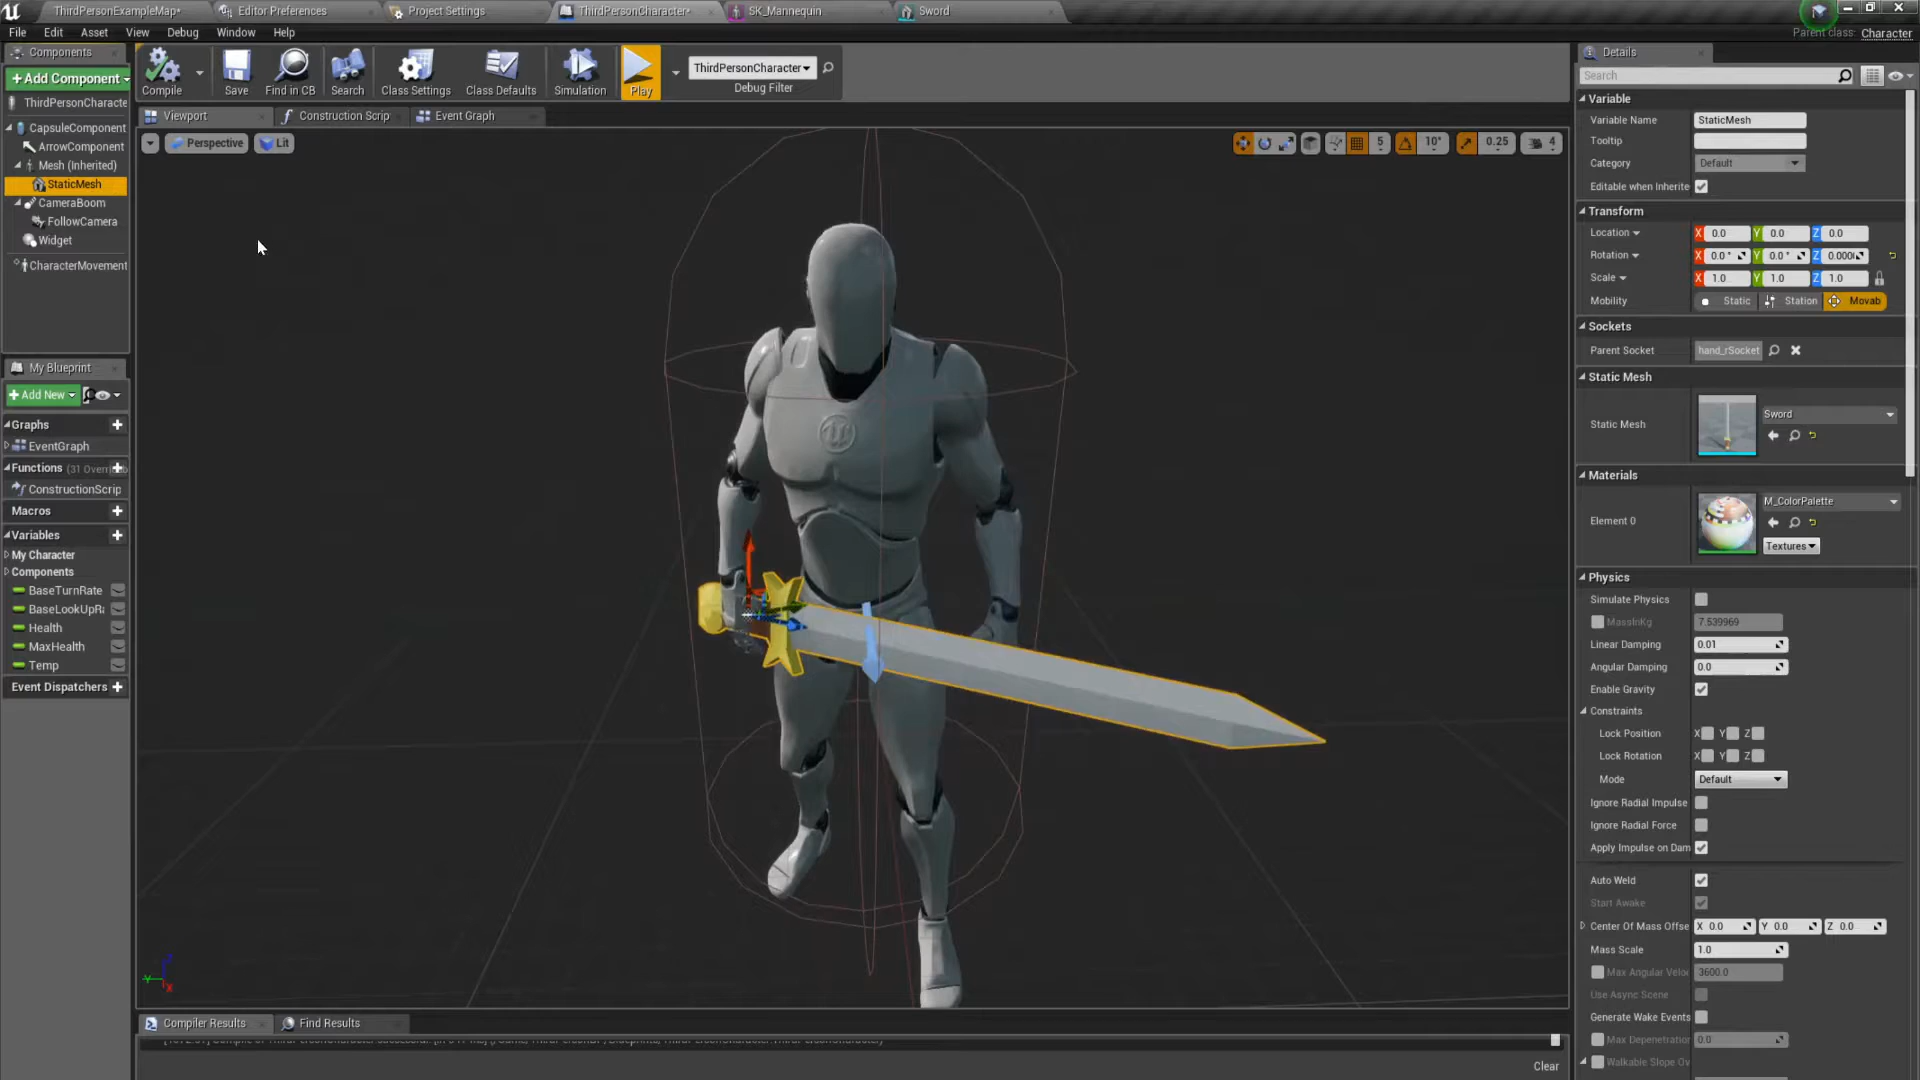 ThirdPersonExampleMap*
Editor Preferences
Project Settings
ThirdPersonCharacter*
SK_Mannequin
Sword
File Edit Asset View Debug Window Help
Parent class: Character
Components
+Add Component
ThirdPersonCharacte
CapsuleComponent
ArrowComponent
Mesh (Inherited)
StaticMesh
CameraBoom
FollowCamera
Widget
CharacterMovement
Compile
Save
Find in CB
Search
Class Settings
Class Defaults
Simulation
Play
ThirdPersonCharacter
Debug Filter
Viewport
Construction Scrip
Event Graph
Perspective
Lit
5
10°
0.25
4
My Blueprint
+Add New
Graphs
EventGraph
Functions
ConstructionScrip
Macros
Variables
My Character
Components
BaseTurnRate
BaseLookUpR
Health
MaxHealth
Temp
Event Dispatchers
Compiler Results
Find Results
Clear
Details
Search
Variable
Variable Name StaticMesh
Tooltip
Category Default
Editable when Inherite
Transform
Location X 0.0 Y 0.0 Z 0.0
Rotation X 0.0° Y 0.0° Z 0.000
Scale X 1.0 Y 1.0 Z 1.0
Mobility Static Station Movab
Sockets
Parent Socket hand_rSocket
Static Mesh
Static Mesh Sword
Materials
Element 0 M_ColorPalette
Textures
Physics
Simulate Physics
MassInKg 7.539969
Linear Damping 0.01
Angular Damping 0.0
Enable Gravity
Constraints
Lock Position X Y Z
Lock Rotation X Y Z
Mode Default
Ignore Radial Impulse
Ignore Radial Force
Apply Impulse on Dam
Auto Weld
Start Awake
Center Of Mass Offse X 0.0 Y 0.0 Z 0.0
Mass Scale 1.0
Max Angular Veloc 3600.0
Use Async Scene
Generate Wake Events
Max Depenetration 0.0
Walkable Slope Ov